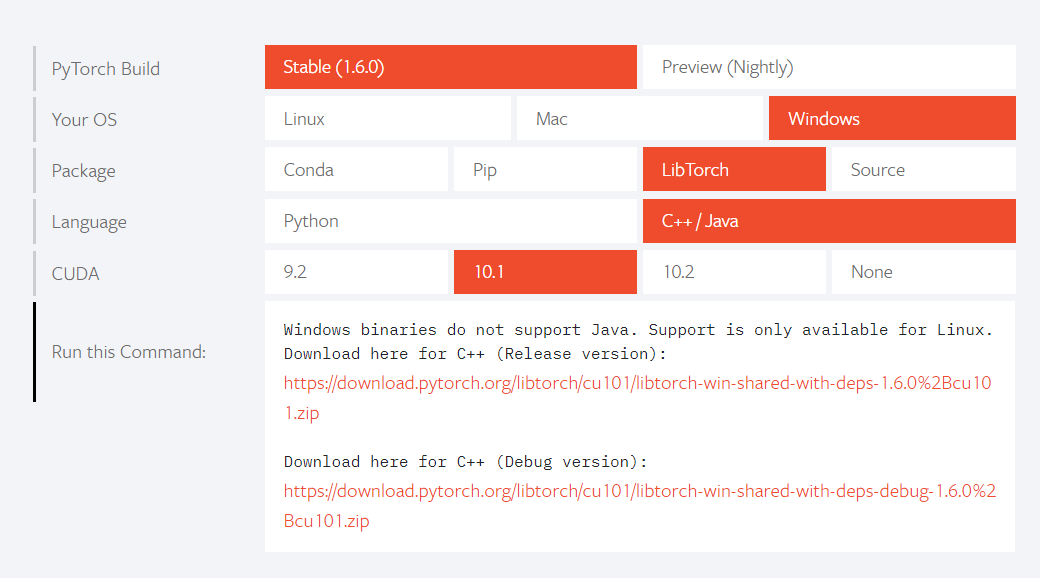 PyTorch Build Stable (1.6.0) Preview (Nightly)
Your OS Linux Mac Windows
Package Conda Pip LibTorch Source
Language Python C++ / Java
CUDA 9.2 10.1 10.2 None
Run this Command:
Windows binaries do not support Java. Support is only available for Linux.
Download here for C++ (Release version):
https://download.pytorch.org/libtorch/cu101/libtorch-win-shared-with-deps-1.6.0%2Bcu10
1.zip
Download here for C++ (Debug version):
https://download.pytorch.org/libtorch/cu101/libtorch-win-shared-with-deps-debug-1.6.0%2
Bcu101.zip